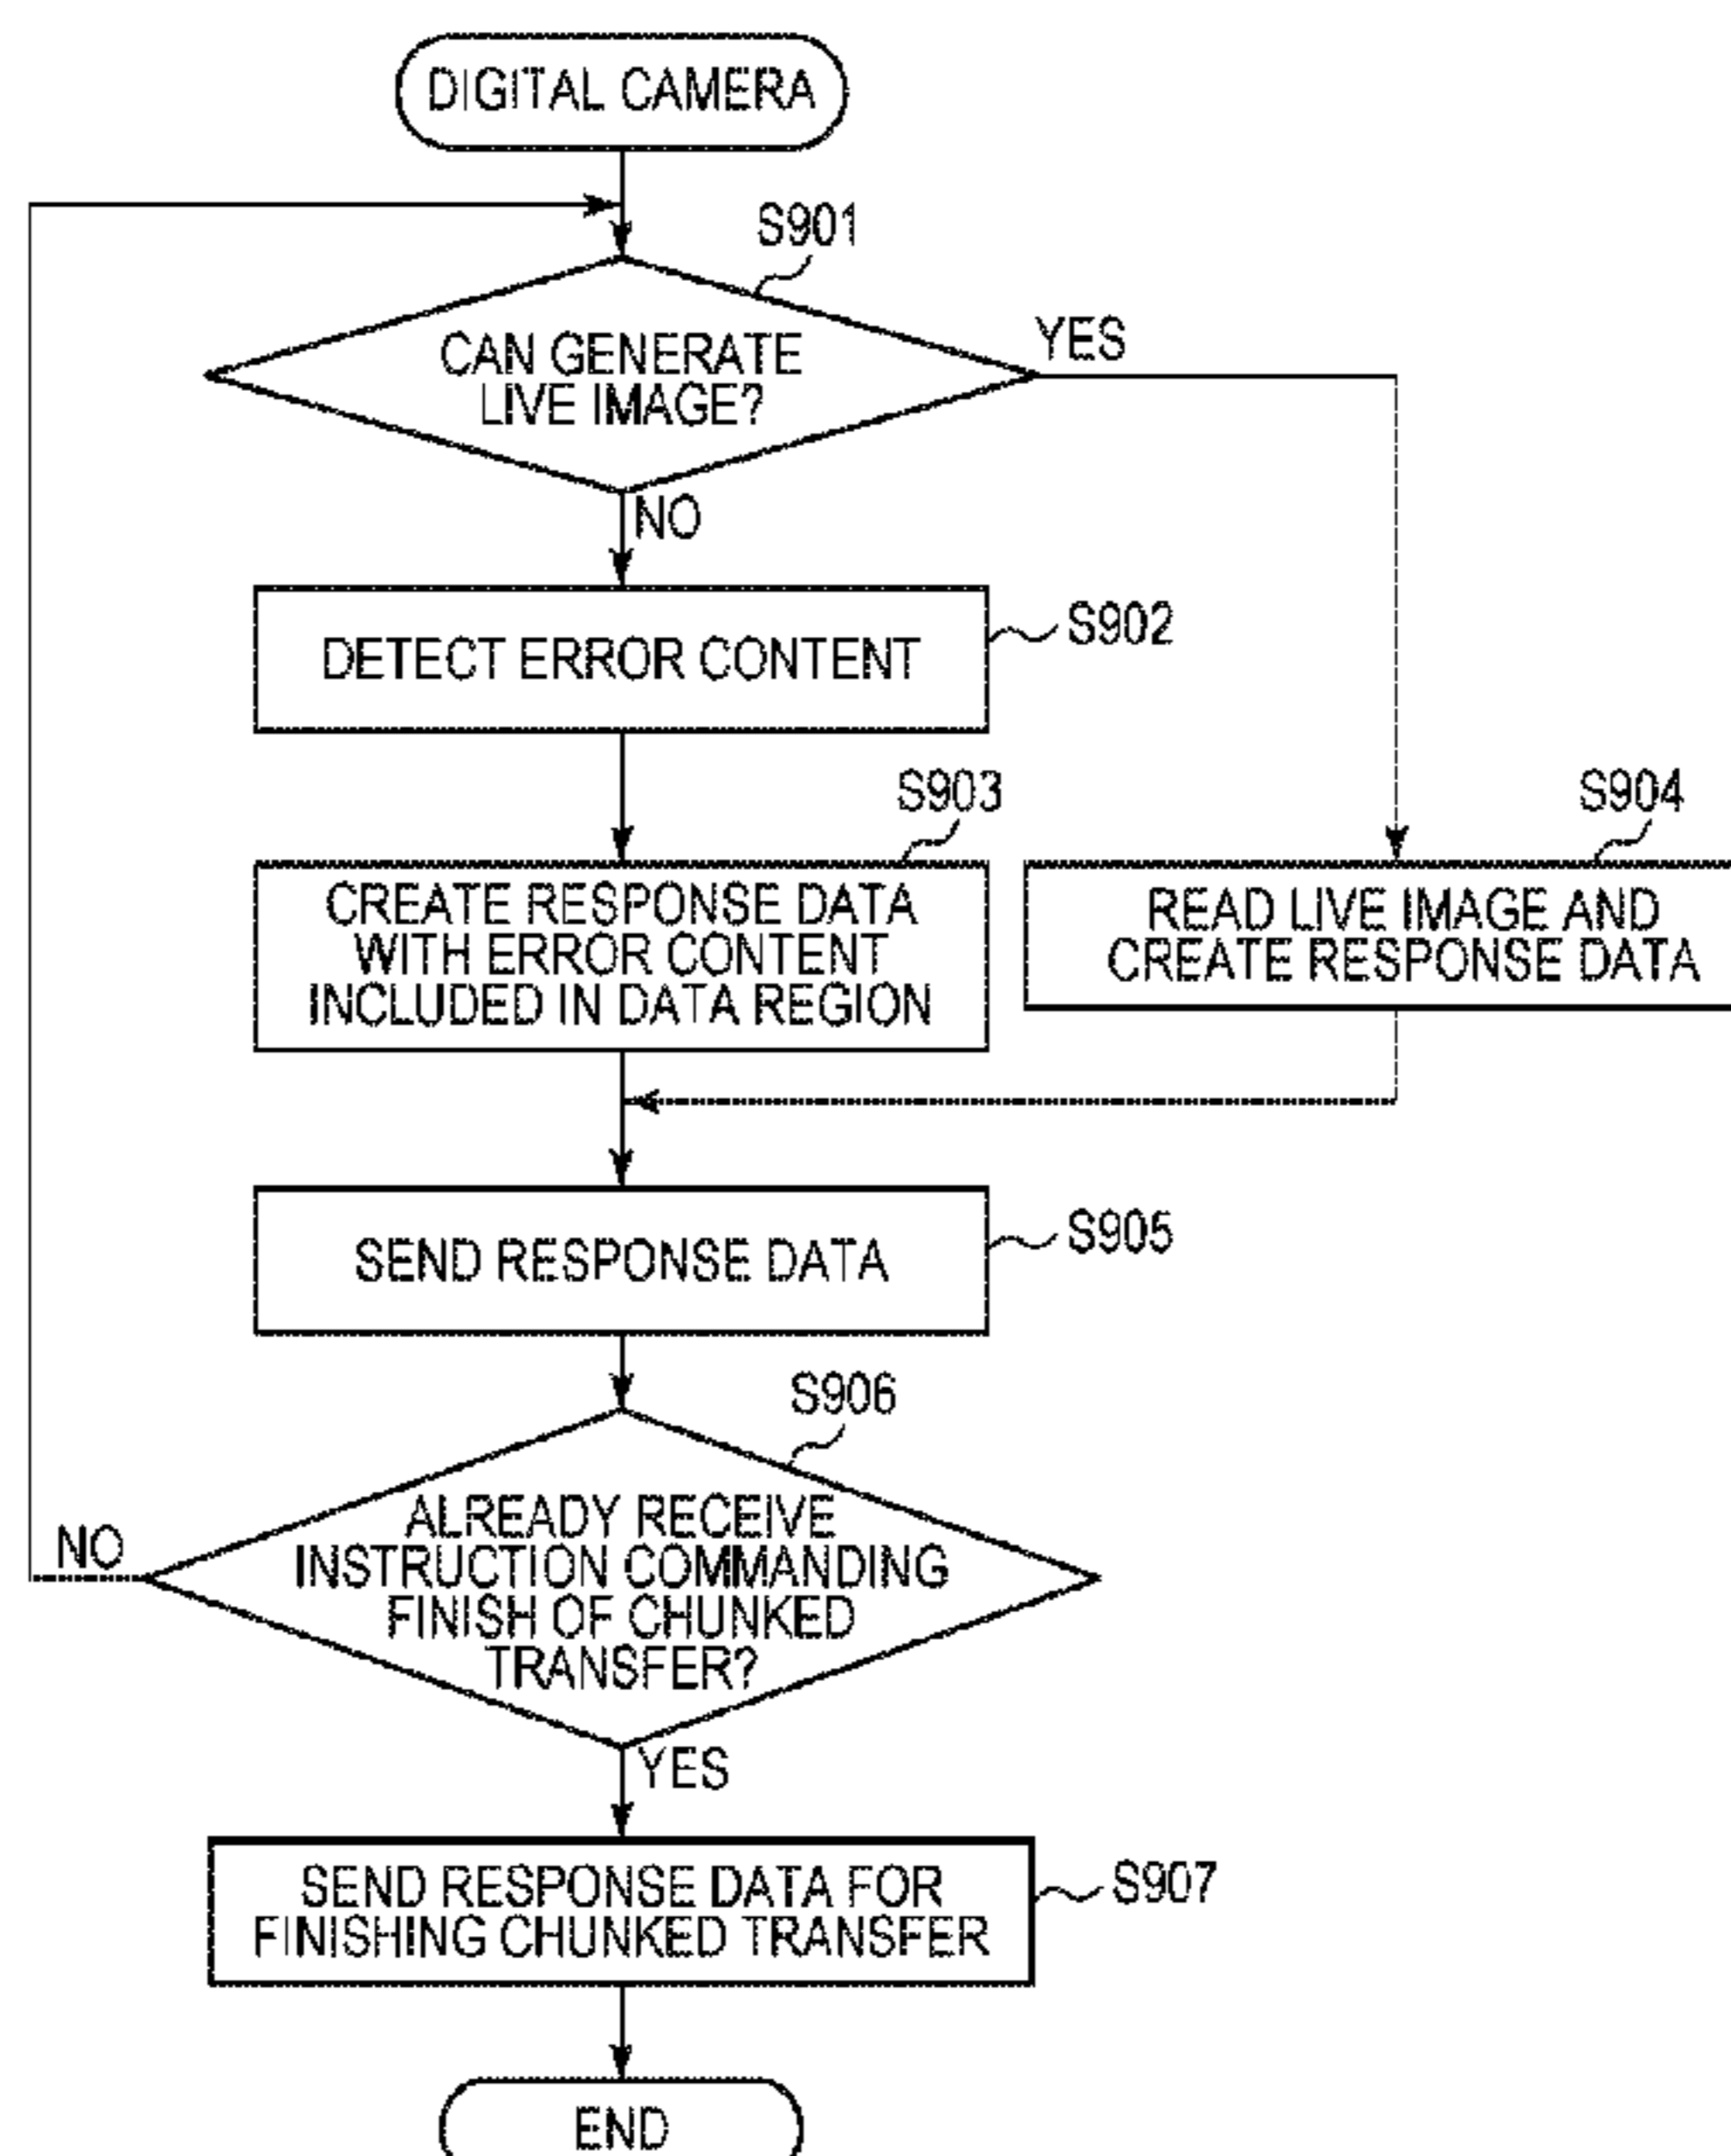 DIGITAL CAMERA
S901
CAN GENERATE
LIVE IMAGE?
YES
NO
DETECT ERROR CONTENT
S902
S903
CREATE RESPONSE DATA
WITH ERROR CONTENT
INCLUDED IN DATA REGION
S904
READ LIVE IMAGE AND
CREATE RESPONSE DATA
SEND RESPONSE DATA
S905
S906
ALREADY RECEIVE
INSTRUCTION COMMANDING
FINISH OF CHUNKED
TRANSFER?
NO
YES
SEND RESPONSE DATA FOR
FINISHING CHUNKED TRANSFER
S907
END